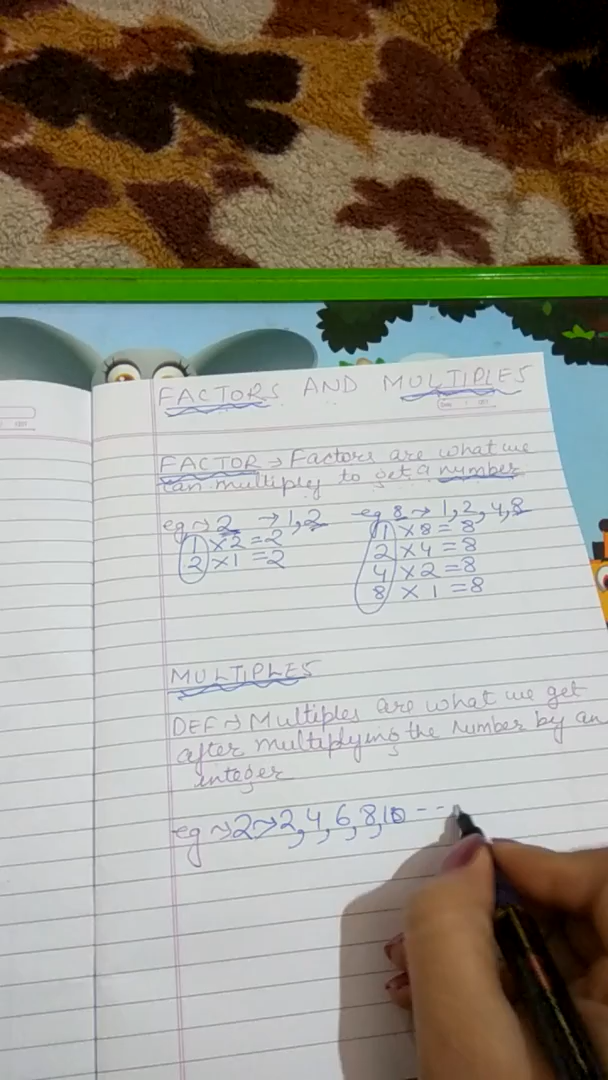 FACTORS AND MULTIPLES
FACTOR → Factors are what we
can multiply to get a number
eg → 2 → 1, 2
1 × 2 = 2
2 × 1 = 2
eg 8 → 1, 2, 4, 8
1 × 8 = 8
2 × 4 = 8
4 × 2 = 8
8 × 1 = 8
MULTIPLES
DEF → Multiples are what we get
after multiplying the number by an
integer
eg → 2 → 2, 4, 6, 8, 10 - - -